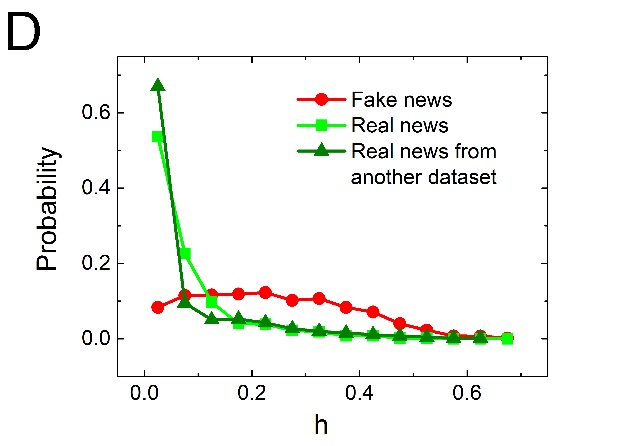 D
Fake news
Real news
Real news from
another dataset
Probability
0.6
0.4
0.2
0.0
0.0 0.2 0.4 0.6
h